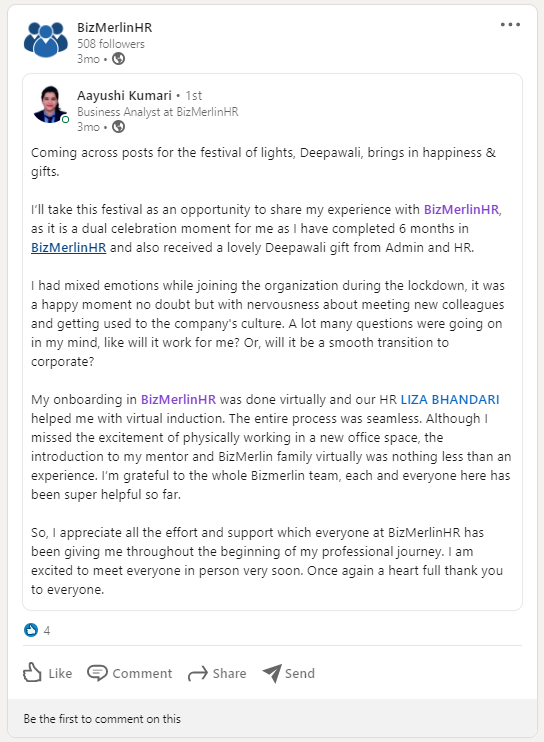 BizMerlinHR
508 followers
3mo •
Aayushi Kumari • 1st
Business Analyst at BizMerlinHR
3mo •
Coming across posts for the festival of lights, Deepawali, brings in happiness &
gifts.
I'll take this festival as an opportunity to share my experience with BizMerlinHR,
as it is a dual celebration moment for me as I have completed 6 months in
BizMerlinHR and also received a lovely Deepawali gift from Admin and HR.
I had mixed emotions while joining the organization during the lockdown, it was
a happy moment no doubt but with nervousness about meeting new colleagues
and getting used to the company's culture. A lot many questions were going on
in my mind, like will it work for me? Or, will it be a smooth transition to
corporate?
My onboarding in BizMerlinHR was done virtually and our HR LIZA BHANDARI
helped me with virtual induction. The entire process was seamless. Although I
missed the excitement of physically working in a new office space, the
introduction to my mentor and BizMerlin family virtually was nothing less than an
experience. I'm grateful to the whole Bizmerlin team, each and everyone here has
been super helpful so far.
So, I appreciate all the effort and support which everyone at BizMerlinHR has
been giving me throughout the beginning of my professional journey. I am
excited to meet everyone in person very soon. Once again a heart full thank you
to everyone.
4
Like Comment Share Send
Be the first to comment on this